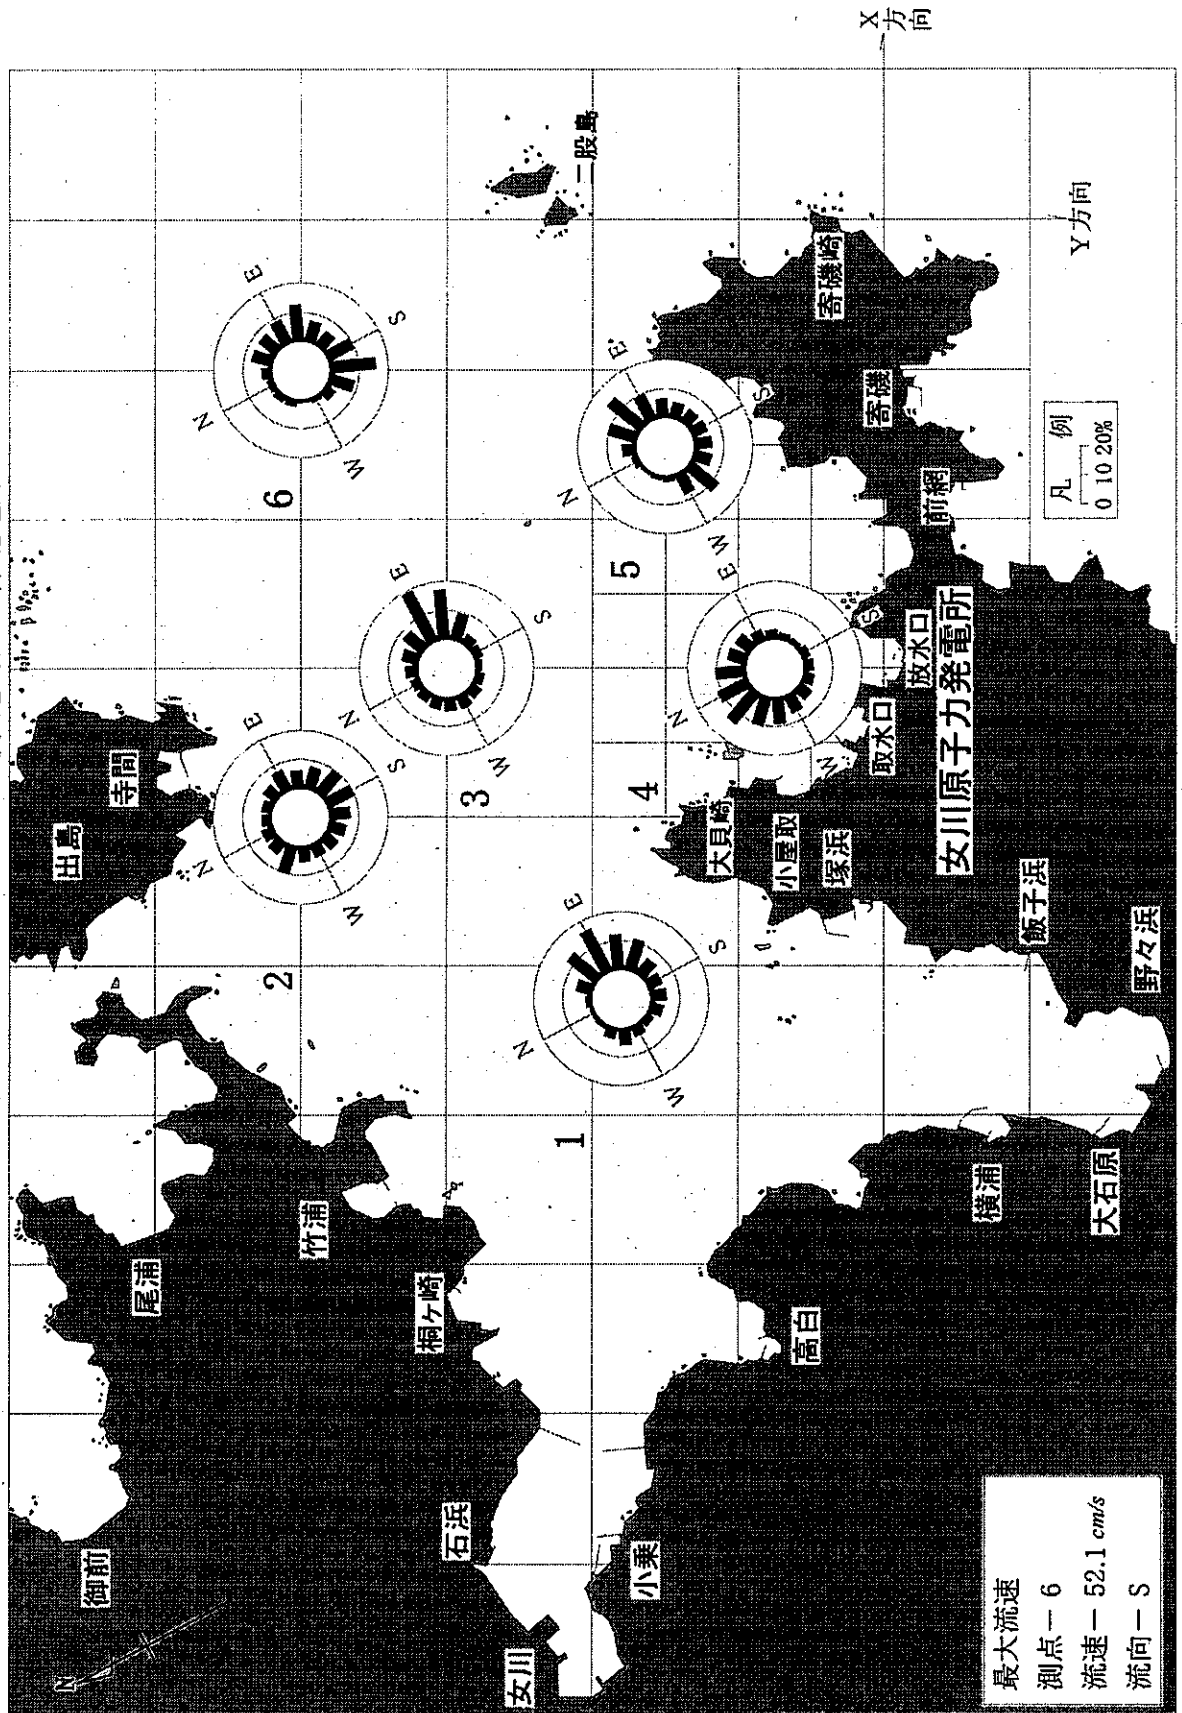 御前
尾浦
竹浦
桐ケ崎
石浜
女川
小乗
高白
横浦
大石原
野々浜
飯子浜
塚浜
小屋取
大貝崎
取水口
放水口
女川原子力発電所
前網
寄磯
寄磯崎
二股島
出島
寺間
1
N
E
S
W
2
N
E
S
W
3
N
E
S
W
4
N
E
S
W
5
N
E
S
W
6
N
E
S
W
N
X方向
Y方向
凡例
0 10 20%
最大流速
測点－6
流速－52.1 cm/s
流向－S